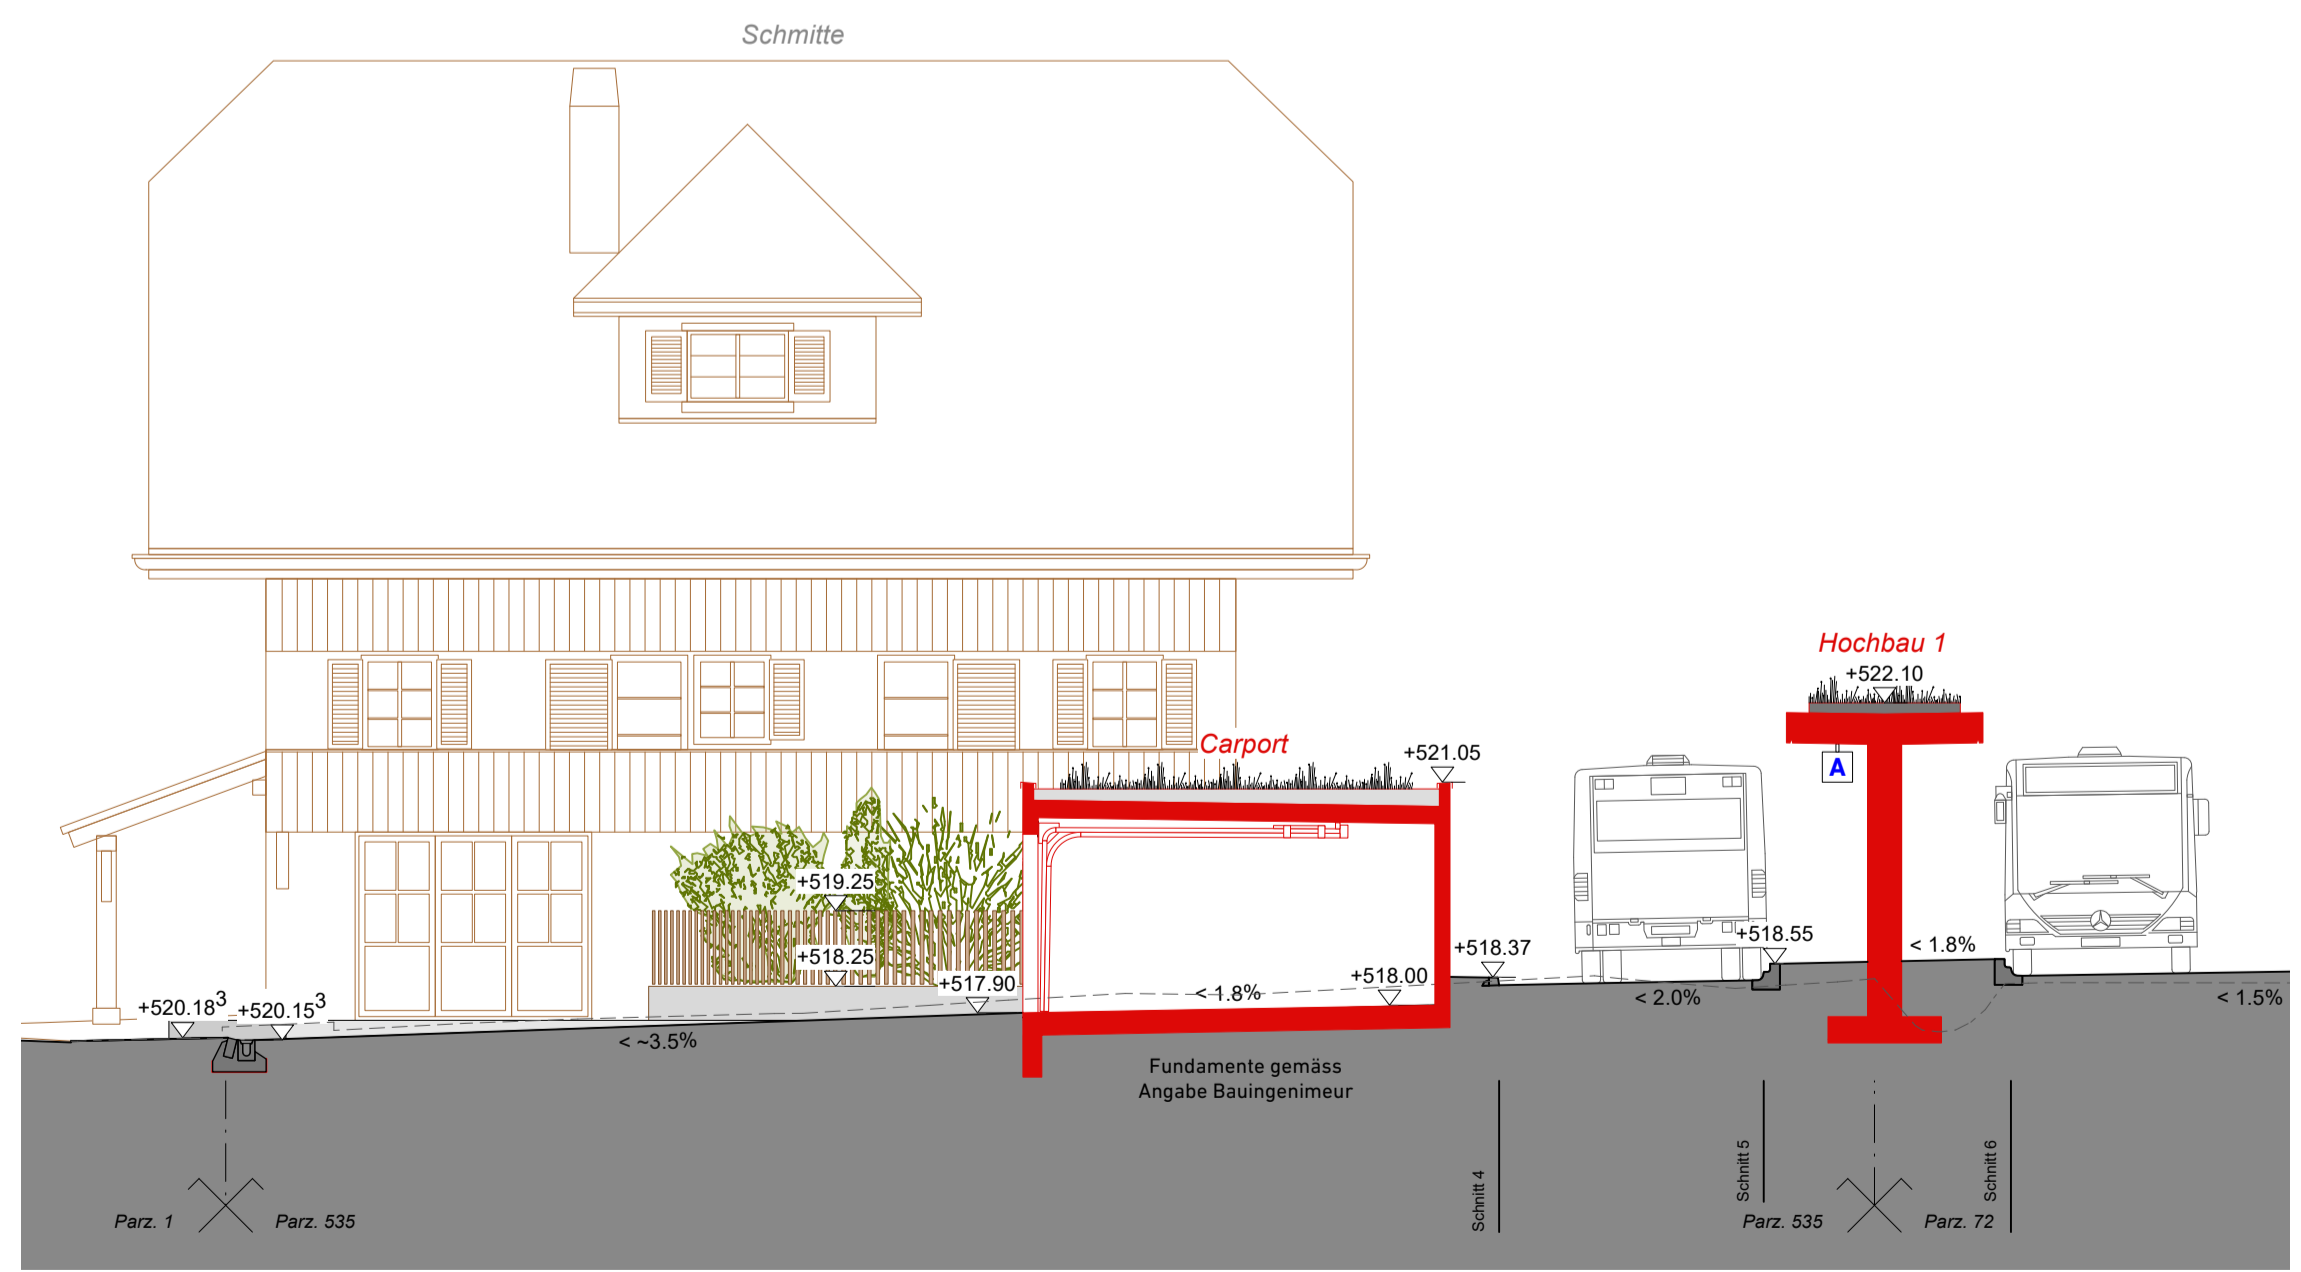 Schmitte
Hochbau 1
+522.10
Carport
+521.05
A
+519.25
+518.25
+517.90
+518.37
+518.00
< 1.8%
+518.55
< 1.8%
< 2.0%
< 1.5%
+520.18³
+520.15³
< ~3.5%
Fundamente gemäss
Angabe Bauingenimeur
Schnitt 4
Schnitt 5
Schnitt 6
Parz. 1
Parz. 535
Parz. 535
Parz. 72